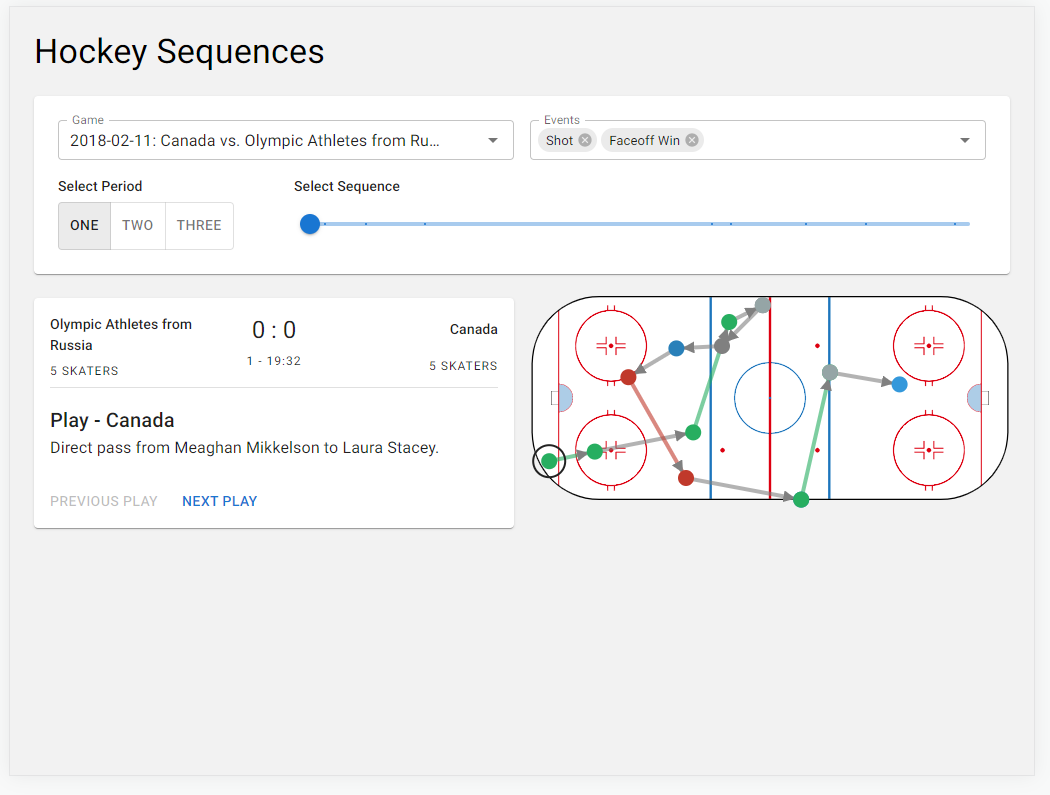 Hockey Sequences
Game
2018-02-11: Canada vs. Olympic Athletes from Ru...
Events
Shot
Faceoff Win
Select Period
Select Sequence
ONE
TWO
THREE
Olympic Athletes from
Russia
5 SKATERS
0 : 0
1 - 19:32
Canada
5 SKATERS
Play - Canada
Direct pass from Meaghan Mikkelson to Laura Stacey.
PREVIOUS PLAY
NEXT PLAY